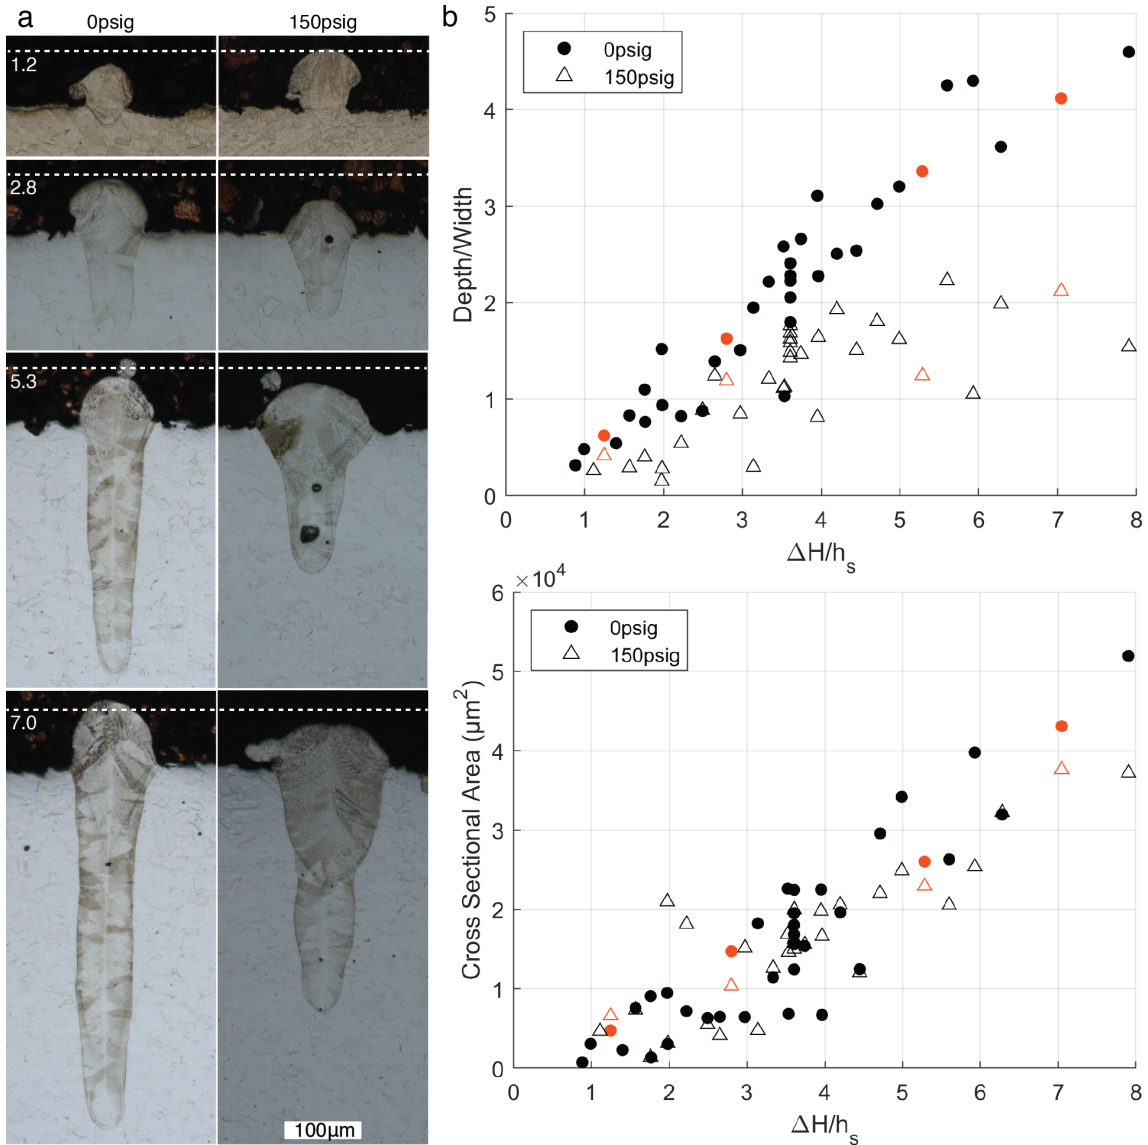 a
0psig
150psig
1.2
2.8
5.3
7.0
100µm
b
5
4
3
2
1
0
Depth/Width
0psig
150psig
0 1 2 3 4 5 6 7 8
ΔH/hs
×10⁴
6
5
4
3
2
1
0
Cross Sectional Area (µm²)
0psig
150psig
0 1 2 3 4 5 6 7 8
ΔH/hs